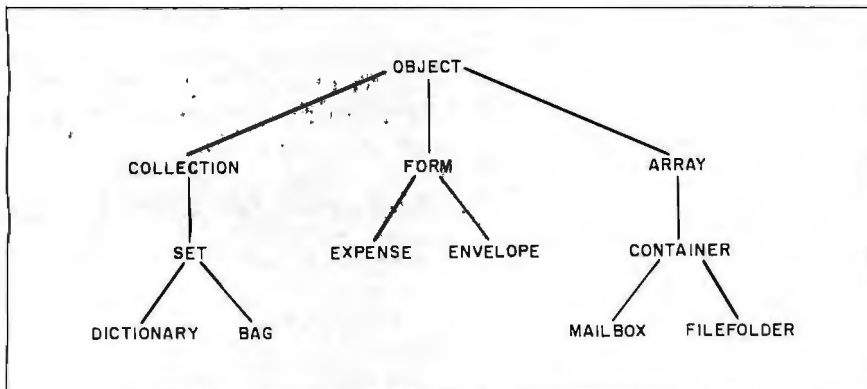 OBJECT
COLLECTION FORM ARRAY
SET EXPENSE ENVELOPE CONTAINER
DICTIONARY BAG MAILBOX FILEFOLDER